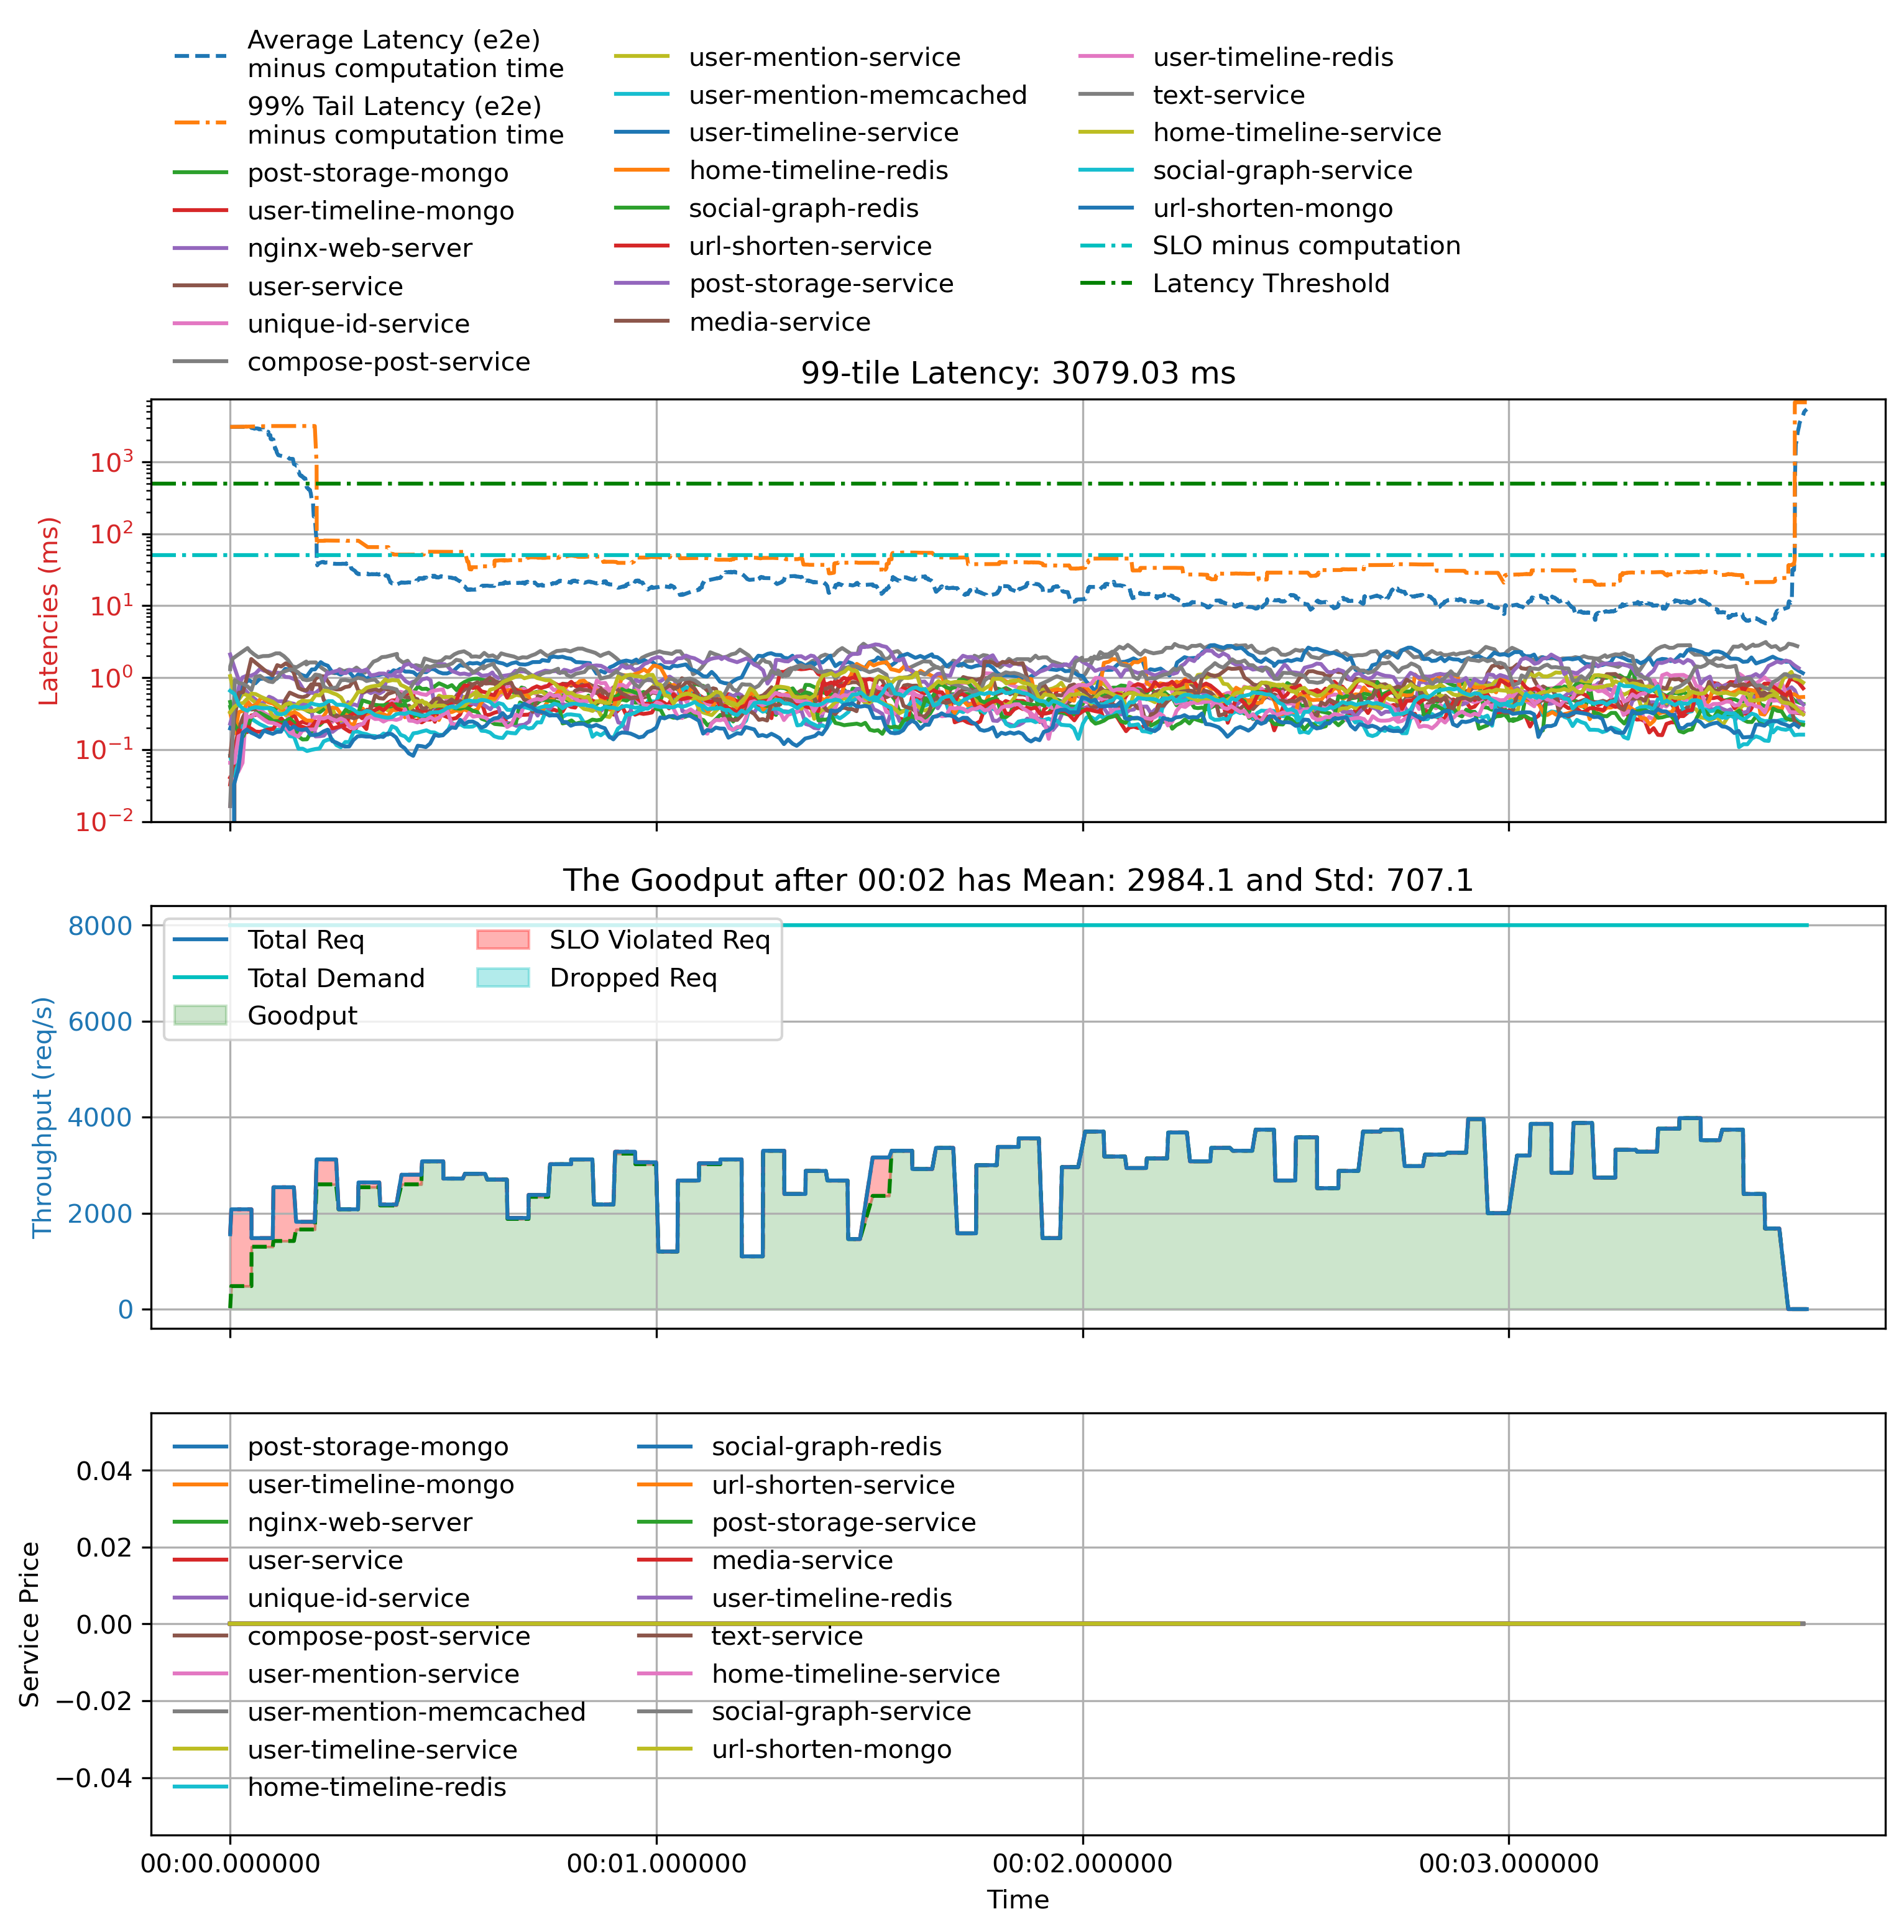 Average Latency (e2e)
minus computation time
99% Tail Latency (e2e)
minus computation time
post-storage-mongo
user-timeline-mongo
nginx-web-server
user-service
unique-id-service
compose-post-service
user-mention-service
user-mention-memcached
user-timeline-service
home-timeline-redis
social-graph-redis
url-shorten-service
post-storage-service
media-service
user-timeline-redis
text-service
home-timeline-service
social-graph-service
url-shorten-mongo
SLO minus computation
Latency Threshold
99-tile Latency: 3079.03 ms
Latencies (ms)
10³
10²
10¹
10⁰
10⁻¹
10⁻²
The Goodput after 00:02 has Mean: 2984.1 and Std: 707.1
Throughput (req/s)
8000
6000
4000
2000
0
Total Req
Total Demand
Goodput
SLO Violated Req
Dropped Req
Service Price
0.04
0.02
0.00
−0.02
−0.04
post-storage-mongo
user-timeline-mongo
nginx-web-server
user-service
unique-id-service
compose-post-service
user-mention-service
user-mention-memcached
user-timeline-service
home-timeline-redis
social-graph-redis
url-shorten-service
post-storage-service
media-service
user-timeline-redis
text-service
home-timeline-service
social-graph-service
url-shorten-mongo
00:00.000000
00:01.000000
00:02.000000
00:03.000000
Time